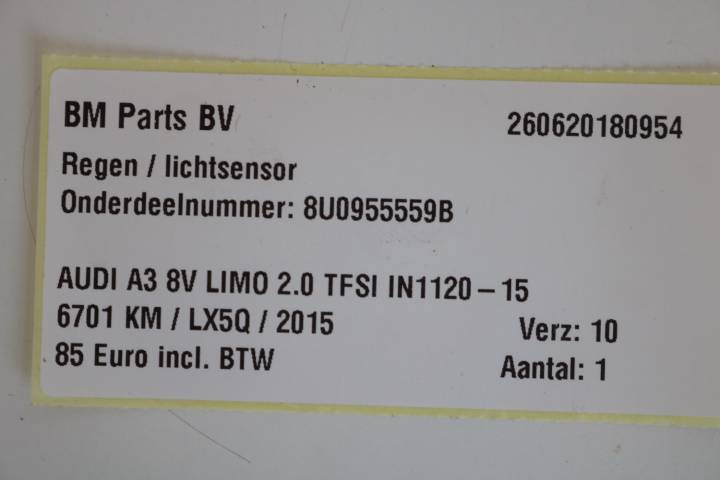 BM Parts BV 260620180954
Regen / lichtsensor
Onderdeelnummer: 8U0955559B
AUDI A3 8V LIMO 2.0 TFSI IN1120-15
6701 KM / LX5Q / 2015 Verz: 10
85 Euro incl. BTW Aantal: 1